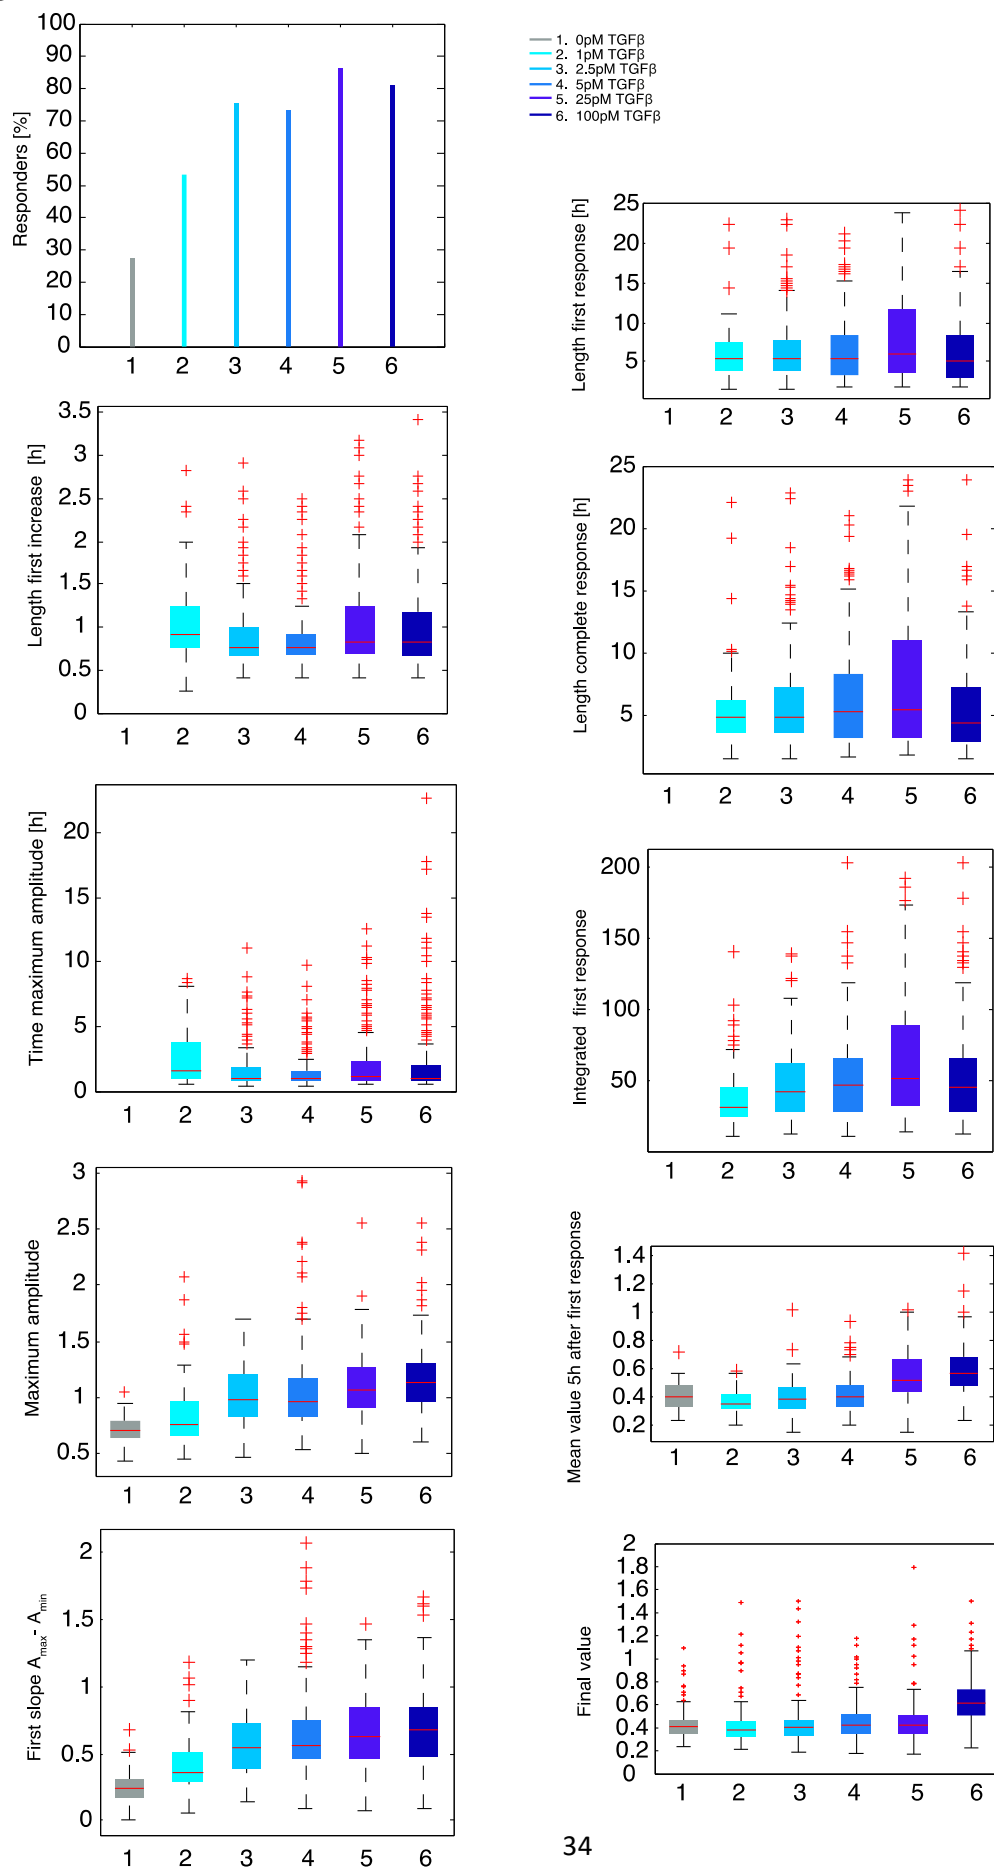 100
90
80
70
60
50
40
30
20
10
0
Responders [%]
1 2 3 4 5 6
1. 0pM TGFβ
2. 1pM TGFβ
3. 2.5pM TGFβ
4. 5pM TGFβ
5. 25pM TGFβ
6. 100pM TGFβ
25
20
15
10
5
Length first response [h]
1 2 3 4 5 6
3.5
3
2.5
2
1.5
1
0.5
0
Length first increase [h]
1 2 3 4 5 6
25
20
15
10
5
Length complete response [h]
1 2 3 4 5 6
20
15
10
5
0
Time maximum amplitude [h]
1 2 3 4 5 6
200
150
100
50
Integrated first response
1 2 3 4 5 6
3
2.5
2
1.5
1
0.5
Maximum amplitude
1 2 3 4 5 6
1.4
1.2
1
0.8
0.6
0.4
0.2
Mean value 5h after first response
1 2 3 4 5 6
2
1.5
1
0.5
0
First slope Amax- Amin
1 2 3 4 5 6
2
1.8
1.6
1.4
1.2
1
0.8
0.6
0.4
0.2
0
Final value
1 2 3 4 5 6
34